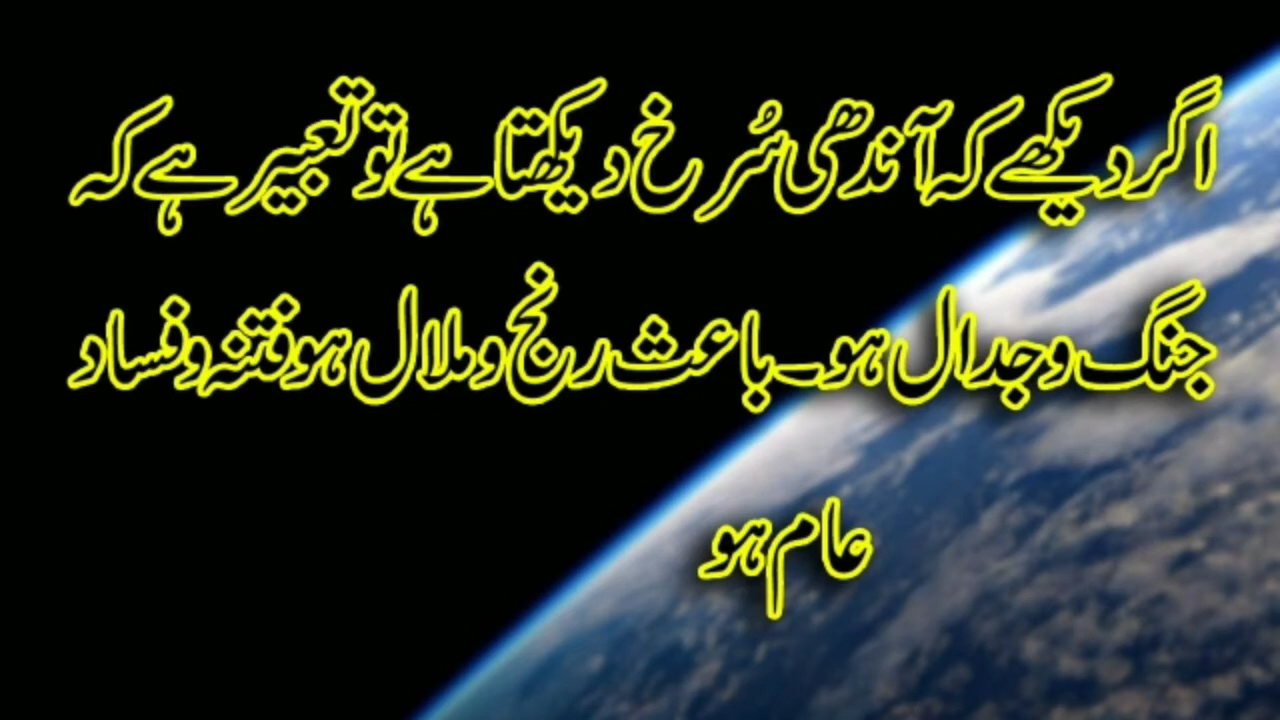 اگر دیکھے کہ آندھی سُرخ دیکھتا ہے تو تعبیر ہے کہ
جنگ و جدال ہو۔ باعث رنج و ملال ہو فتنہ و فساد
عام ہو